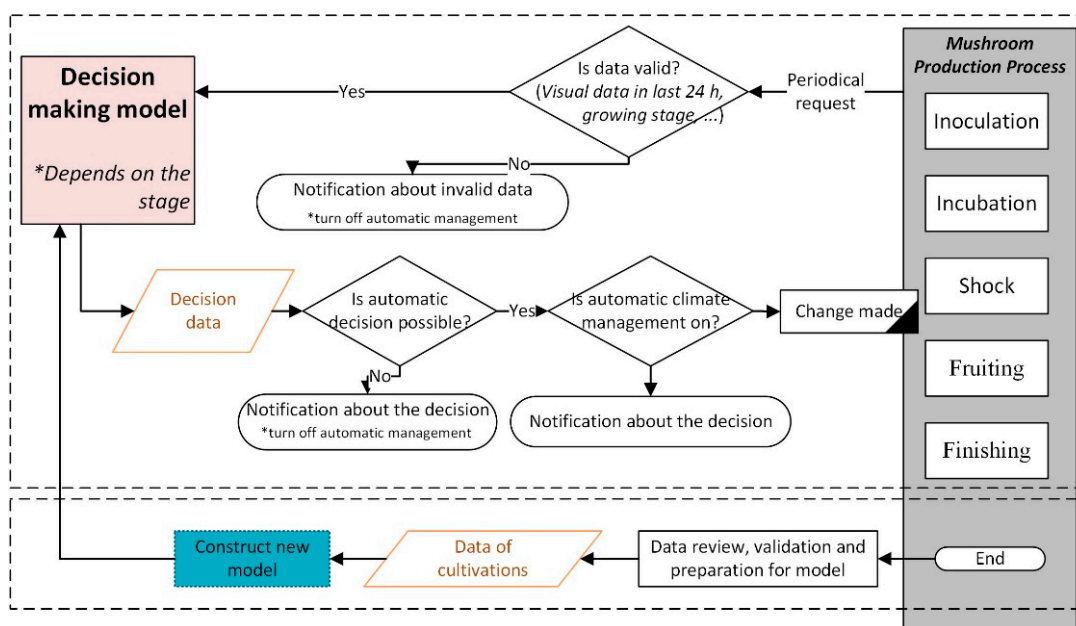 Decision
making model
*Depends on the
stage
Yes
Is data valid?
(Visual data in last 24 h,
growing stage, ...)
Periodical
request
Mushroom
Production Process
Inoculation
Incubation
Shock
Fruiting
Finishing
No
Notification about invalid data
*turn off automatic management
Decision
data
Is automatic
decision possible?
Yes
Is automatic climate
management on?
Change made
No
Notification about the decision
*turn off automatic management
Notification about the decision
Construct new
model
Data of
cultivations
Data review, validation and
preparation for model
End